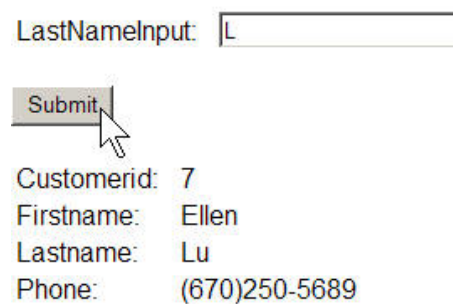 LastNameInput: L
Submit
Customerid: 7
Firstname: Ellen
Lastname: Lu
Phone: (670)250-5689